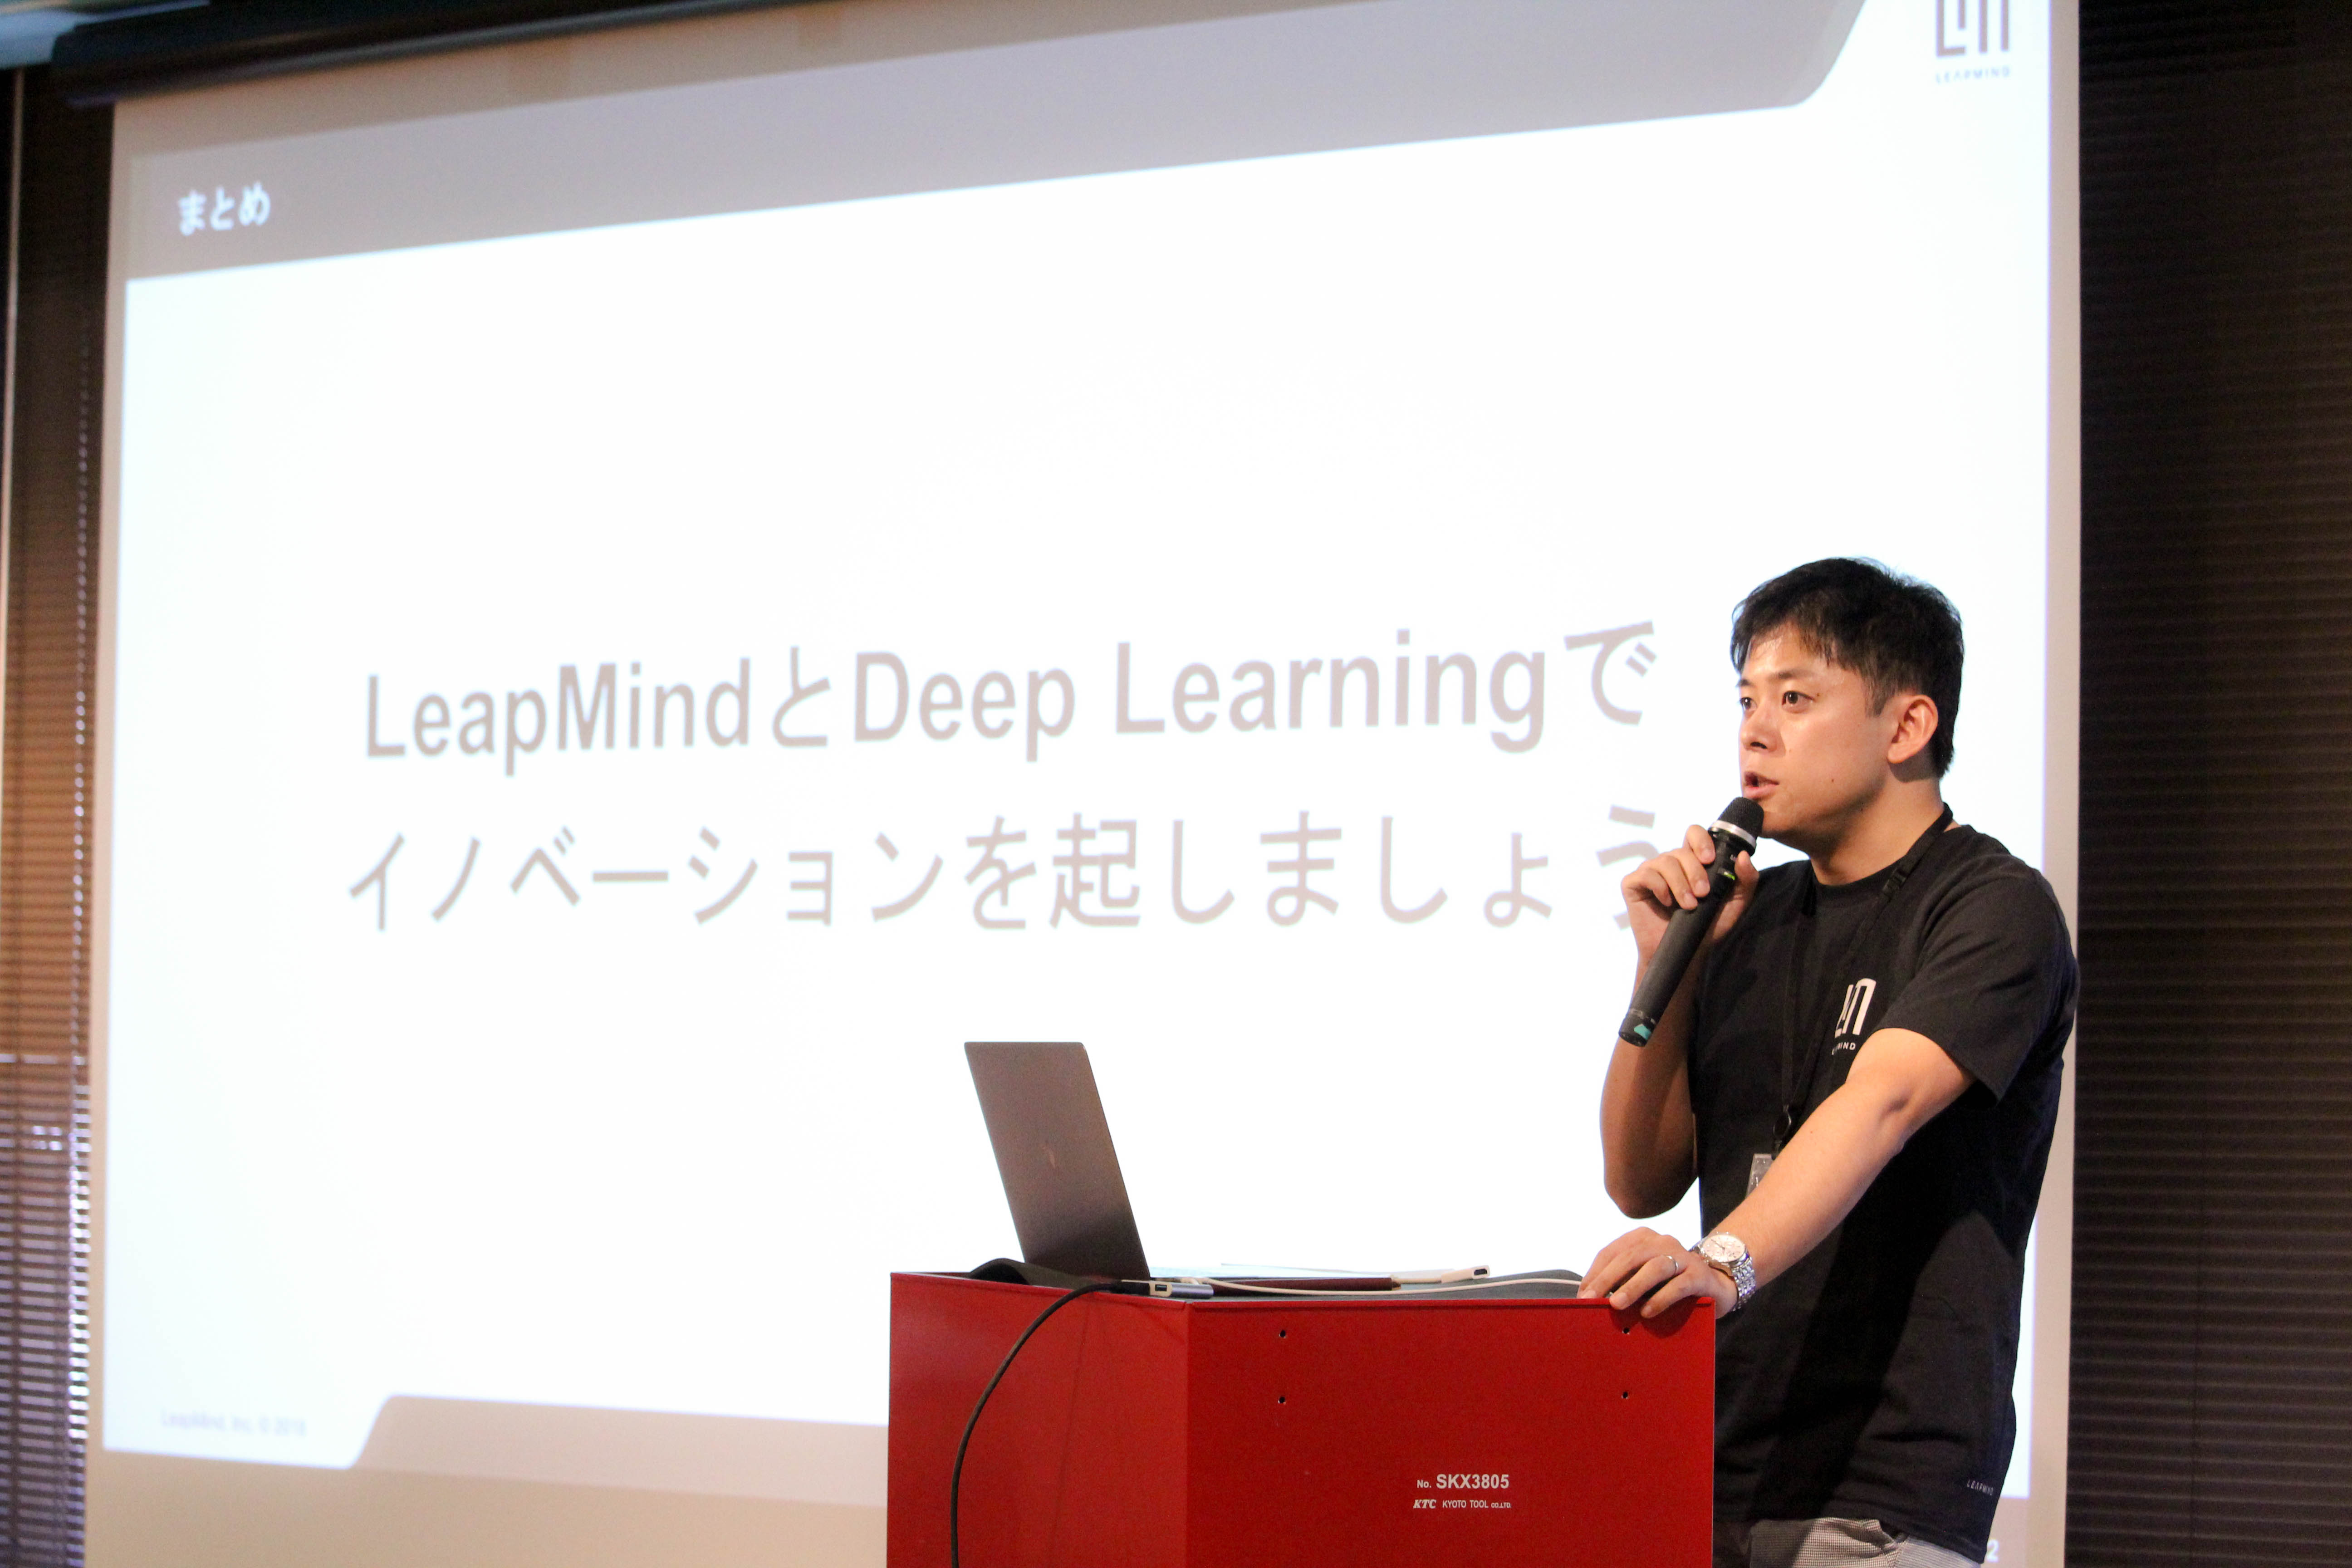 LEAPMIND
まとめ
LeapMindとDeep Learningで
イノベーションを起しましょう
LeapMind, Inc. © 2018
No. SKX3805
KTC KYOTO TOOL CO.,LTD.
LEAPMIND
2